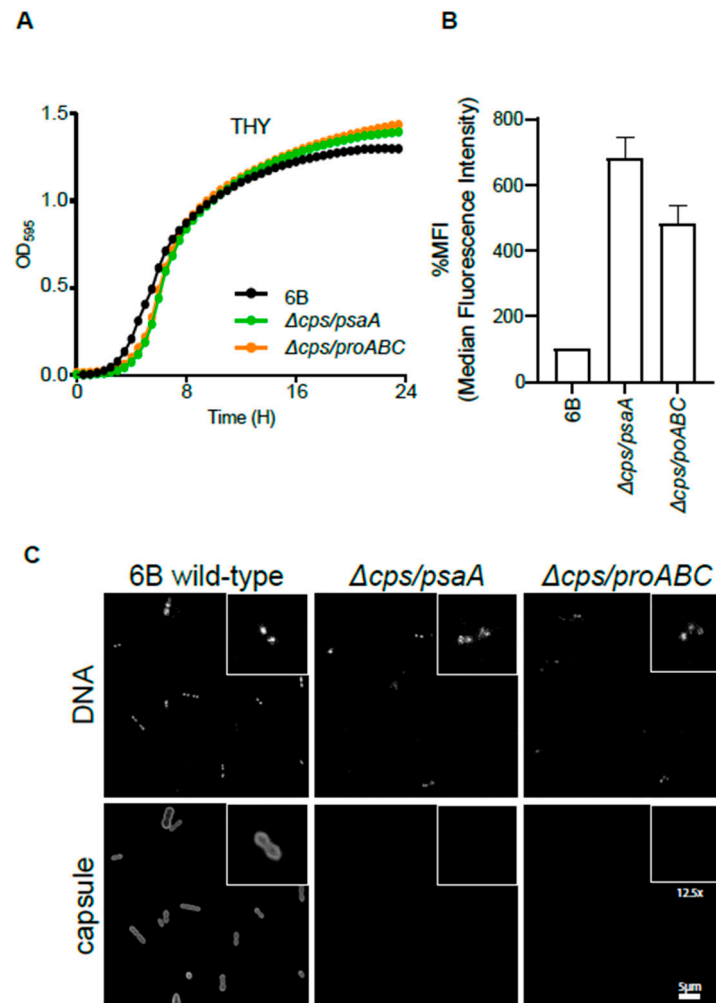 A
B
1.5
1.0
0.5
0.0
OD595
THY
6B
Δcps/psaA
Δcps/proABC
0
8
16
24
Time (H)
800
600
400
200
0
%MFI
(Median Fluorescence Intensity)
6B
Δcps/psaA
Δcps/poABC
C
6B wild-type
Δcps/psaA
Δcps/proABC
DNA
capsule
12.5x
5μm